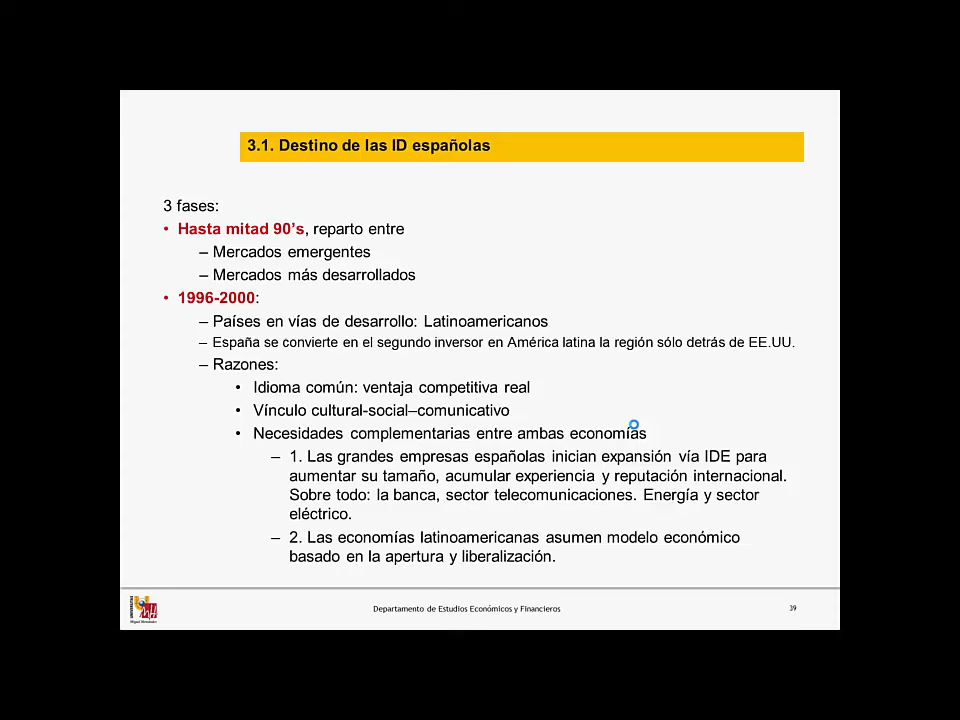 3.1. Destino de las ID españolas
3 fases:
• Hasta mitad 90's, reparto entre
– Mercados emergentes
– Mercados más desarrollados
• 1996-2000:
– Países en vías de desarrollo: Latinoamericanos
– España se convierte en el segundo inversor en América latina la región sólo detrás de EE.UU.
– Razones:
• Idioma común: ventaja competitiva real
• Vínculo cultural-social–comunicativo
• Necesidades complementarias entre ambas economías
– 1. Las grandes empresas españolas inician expansión vía IDE para
aumentar su tamaño, acumular experiencia y reputación internacional.
Sobre todo: la banca, sector telecomunicaciones. Energía y sector
eléctrico.
– 2. Las economías latinoamericanas asumen modelo económico
basado en la apertura y liberalización.
UNIVERSITAS
Miguel Hernández
Departamento de Estudios Económicos y Financieros
39